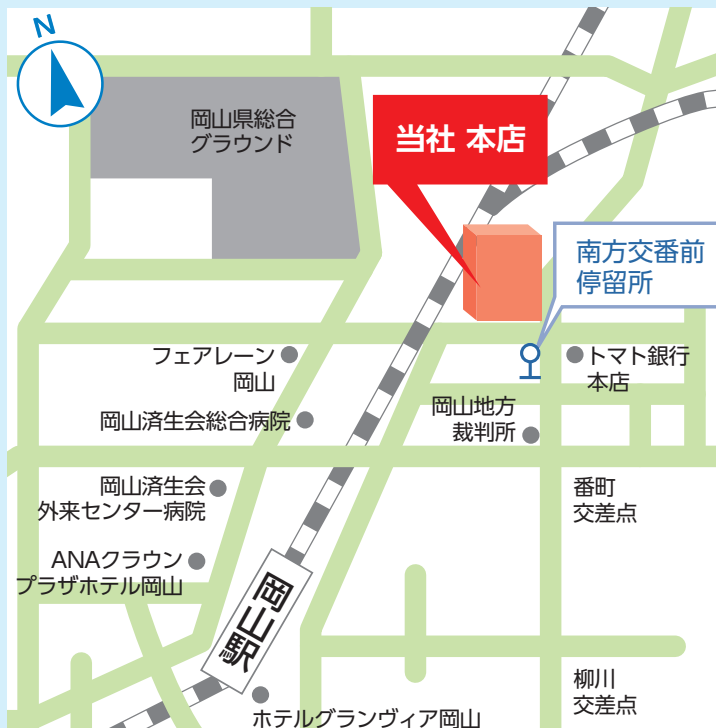 N
岡山県総合
グラウンド
当社 本店
南方交番前
停留所
フェアレーン
岡山
トマト銀行
本店
岡山済生会総合病院
岡山地方
裁判所
岡山済生会
外来センター病院
番町
交差点
ANAクラウン
プラザホテル岡山
岡山駅
柳川
交差点
ホテルグランヴィア岡山